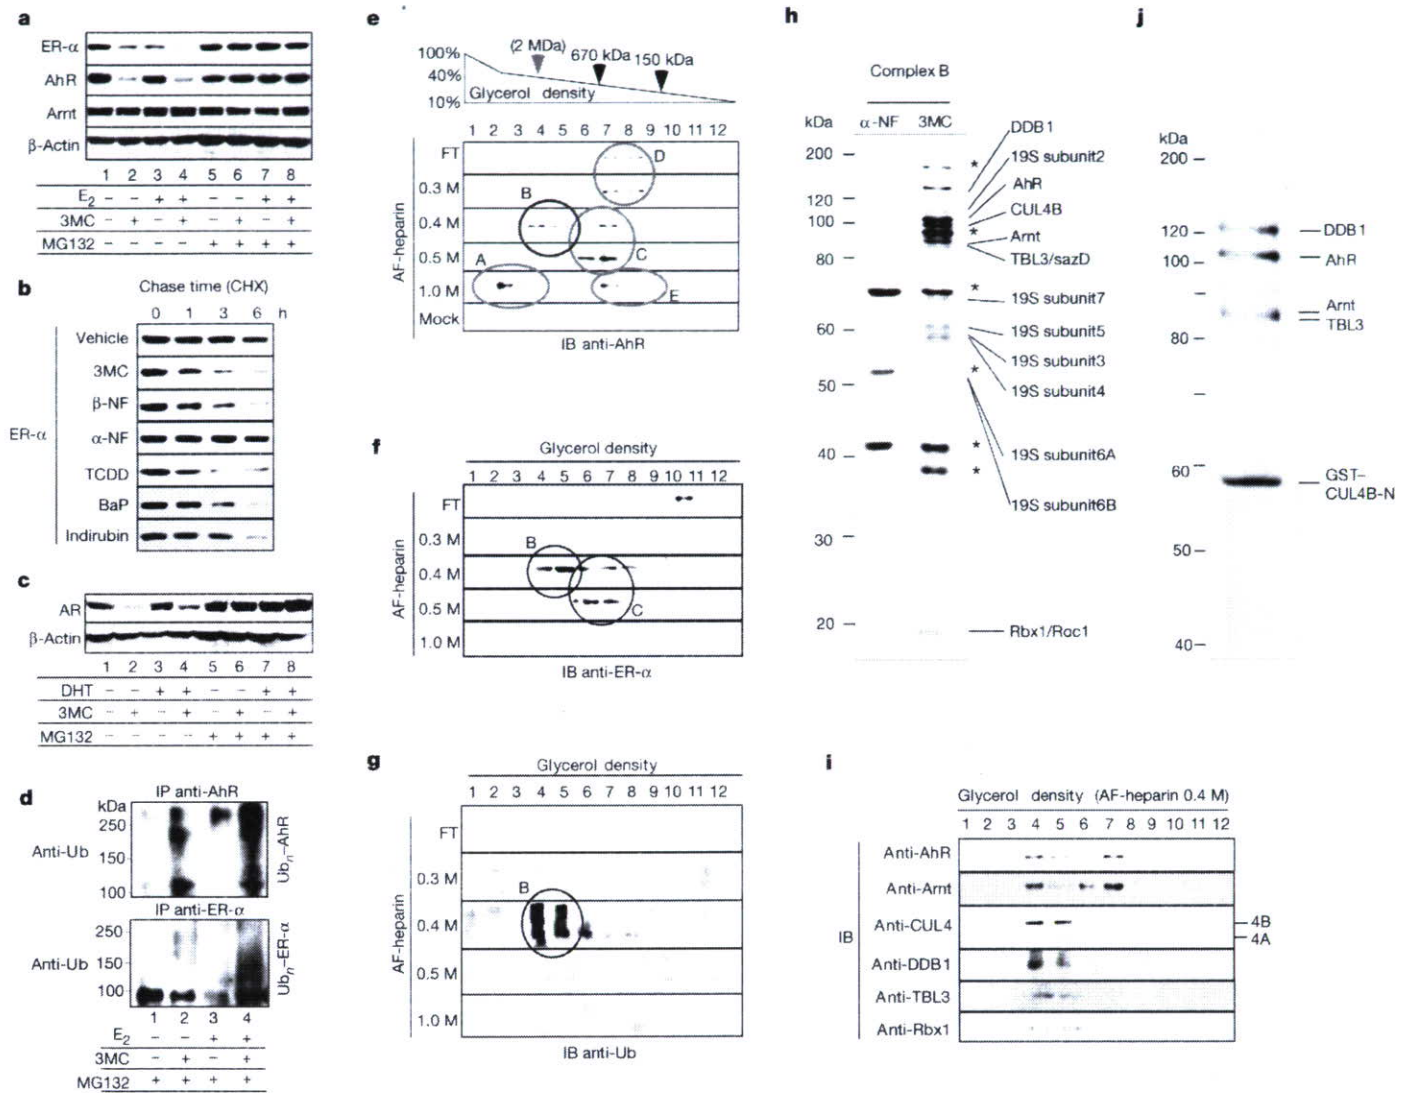 a
ER-α
AhR
Arnt
β-Actin
1 2 3 4 5 6 7 8
E2 – – + + – – + +
3MC – + – + – + – +
MG132 – – – – + + + +
b
Chase time (CHX)
0 1 3 6 h
Vehicle
3MC
β-NF
ER-α
α-NF
TCDD
BaP
Indirubin
c
AR
β-Actin
1 2 3 4 5 6 7 8
DHT – – + + – – + +
3MC – + – + – + – +
MG132 – – – – + + + +
d
IP anti-AhR
kDa
250
Anti-Ub
150
100
Ubn–AhR
IP anti-ER-α
250
Anti-Ub
150
100
Ubn–ER-α
1 2 3 4
E2 – – + +
3MC – + – +
MG132 + + + +
e
(2 MDa) 670 kDa 150 kDa
100%
40%
10%
Glycerol density
1 2 3 4 5 6 7 8 9 10 11 12
FT
0.3 M
0.4 M
0.5 M
1.0 M
Mock
AF-heparin
D
B
C
A
E
IB anti-AhR
f
Glycerol density
1 2 3 4 5 6 7 8 9 10 11 12
FT
0.3 M
0.4 M
0.5 M
1.0 M
AF-heparin
B
C
IB anti-ER-α
g
Glycerol density
1 2 3 4 5 6 7 8 9 10 11 12
FT
0.3 M
0.4 M
0.5 M
1.0 M
AF-heparin
B
IB anti-Ub
h
Complex B
kDa α-NF 3MC
200
120
100
80
60
50
40
30
20
*
*
*
*
*
*
DDB1
19S subunit2
AhR
CUL4B
Arnt
TBL3/sazD
19S subunit7
19S subunit5
19S subunit3
19S subunit4
19S subunit6A
19S subunit6B
Rbx1/Roc1
i
Glycerol density (AF-heparin 0.4 M)
1 2 3 4 5 6 7 8 9 10 11 12
Anti-AhR
Anti-Arnt
Anti-CUL4
4B
4A
IB
Anti-DDB1
Anti-TBL3
Anti-Rbx1
j
kDa
200
120
100
80
60
50
40
DDB1
AhR
Arnt
TBL3
GST–
CUL4B-N